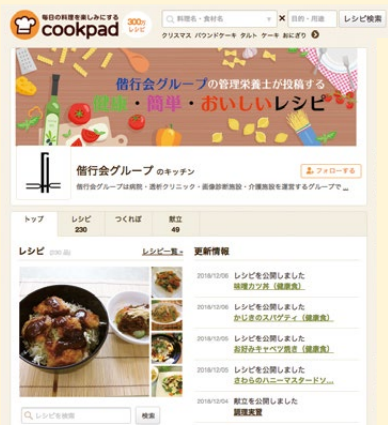 毎日の料理を楽しみにする
cookpad
300万
レシピ
料理名・食材名
目的・用途
レシピ検索
クリスマス パウンドケーキ タルト ケーキ おにぎり
偕行会グループの管理栄養士が投稿する
健康・簡単・おいしいレシピ
偕行会グループ のキッチン
フォローする
偕行会グループは病院・透析クリニック・画像診断施設・介護施設を運営するグループで ...
トップ
レシピ
230
つくれぽ
献立
49
レシピ
レシピ一覧»
更新情報
2018/12/06 レシピを公開しました
味噌カツ丼（健康食）
2018/12/06 レシピを公開しました
かじきのスパゲティ（健康食）
2018/12/06 レシピを公開しました
お好みキャベツ焼き（健康食）
2018/12/05 レシピを公開しました
さわらのハニーマスタードソ...
2018/12/04 献立を公開しました
調理実習
レシピを検索
検索